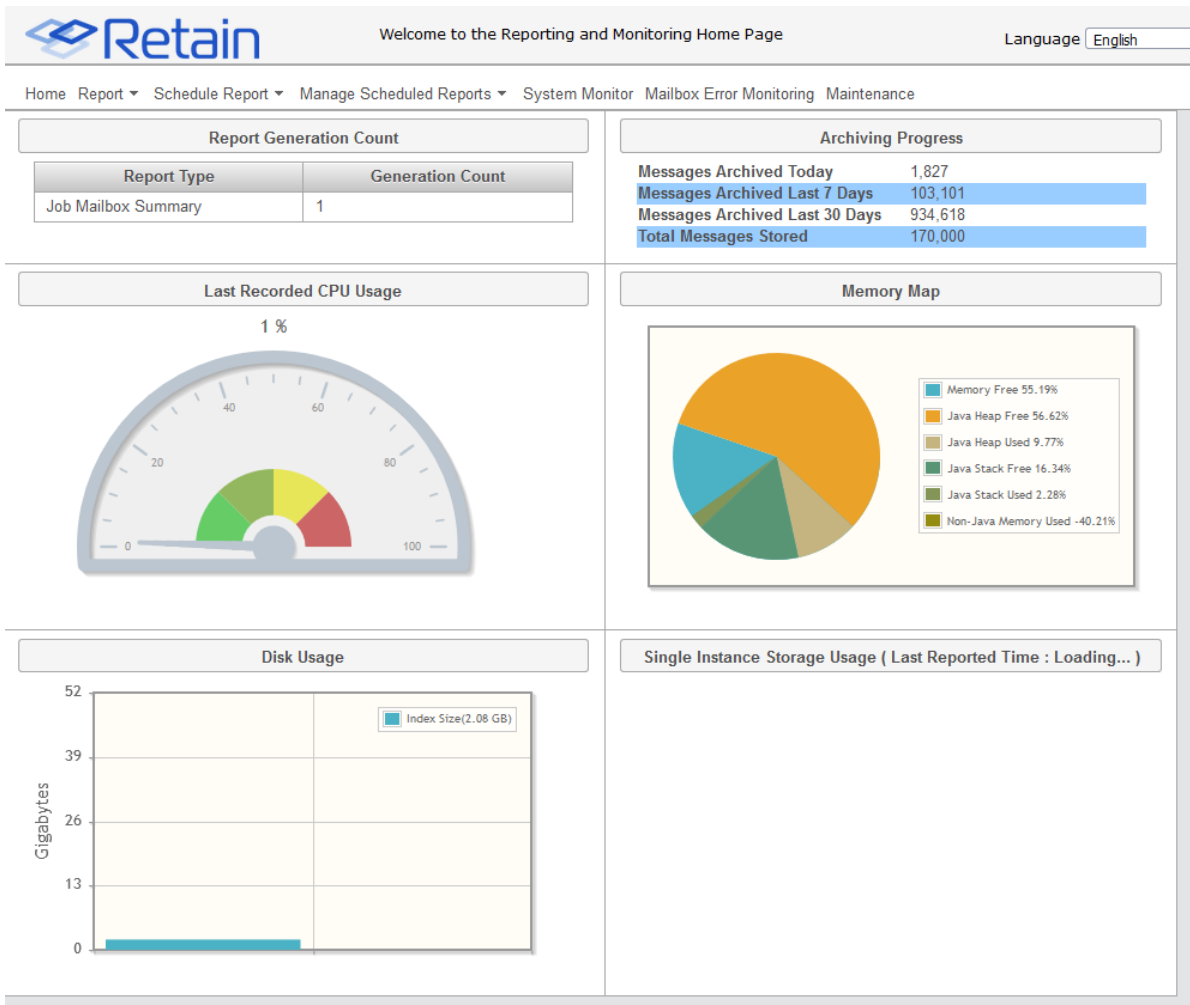 Retain
Welcome to the Reporting and Monitoring Home Page
Language English
Home Report Schedule Report Manage Scheduled Reports System Monitor Mailbox Error Monitoring Maintenance
Report Generation Count
Report Type Generation Count
Job Mailbox Summary 1
Archiving Progress
Messages Archived Today 1,827
Messages Archived Last 7 Days 103,101
Messages Archived Last 30 Days 934,618
Total Messages Stored 170,000
Last Recorded CPU Usage
1 %
40 60
20 80
0 100
Memory Map
Memory Free 55.19%
Java Heap Free 56.62%
Java Heap Used 9.77%
Java Stack Free 16.34%
Java Stack Used 2.28%
Non-Java Memory Used -40.21%
Disk Usage
52
Index Size(2.08 GB)
39
Gigabytes
26
13
0
Single Instance Storage Usage ( Last Reported Time : Loading... )